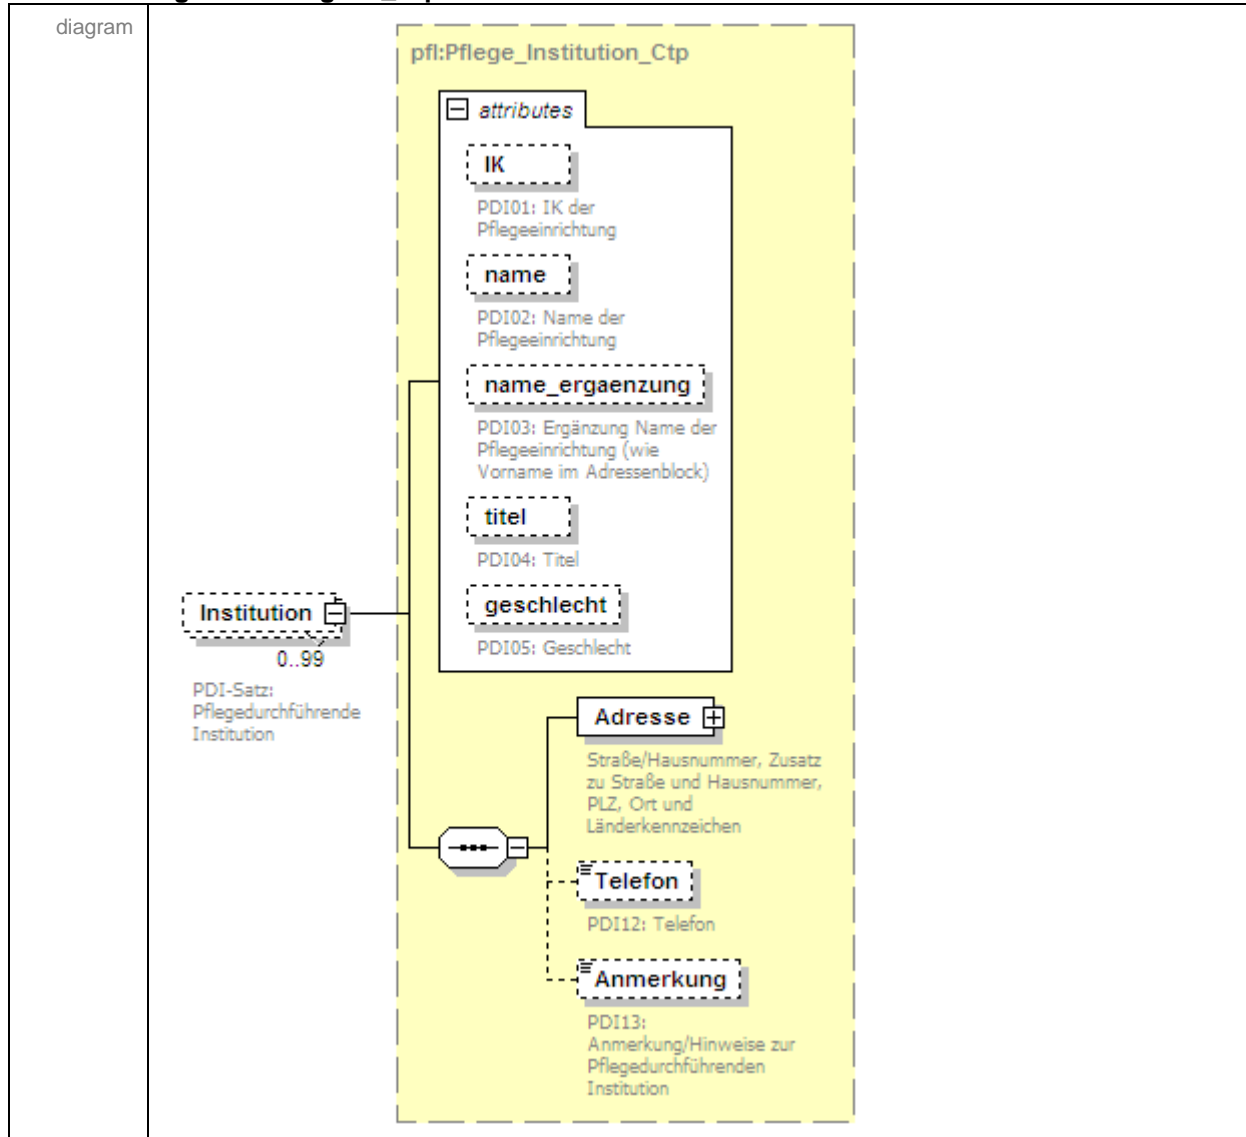 diagram
pfl:Pflege_Institution_Ctp
attributes
IK
PDI01: IK der
Pflegeeinrichtung
name
PDI02: Name der
Pflegeeinrichtung
name_ergaenzung
PDI03: Ergänzung Name der
Pflegeeinrichtung (wie
Vorname im Adressenblock)
titel
PDI04: Titel
geschlecht
PDI05: Geschlecht
Institution
0..99
PDI-Satz:
Pflegedurchführende
Institution
Adresse
Straße/Hausnummer, Zusatz
zu Straße und Hausnummer,
PLZ, Ort und
Länderkennzeichen
Telefon
PDI12: Telefon
Anmerkung
PDI13:
Anmerkung/Hinweise zur
Pflegedurchführenden
Institution